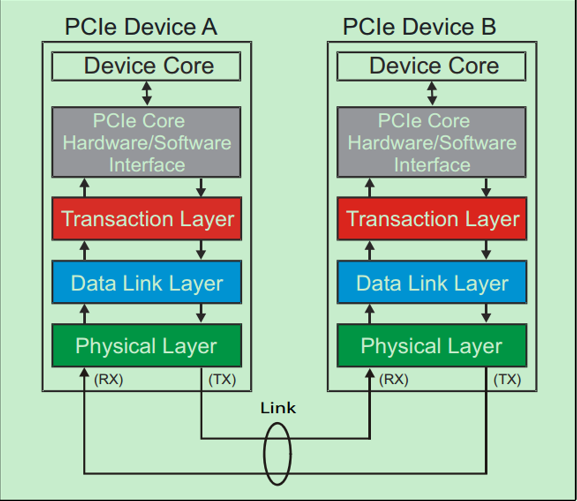 PCIe Device A
PCIe Device B
Device Core
Device Core
PCIe Core
Hardware/Software
Interface
PCIe Core
Hardware/Software
Interface
Transaction Layer
Transaction Layer
Data Link Layer
Data Link Layer
Physical Layer
Physical Layer
(RX)
(TX)
(RX)
(TX)
Link